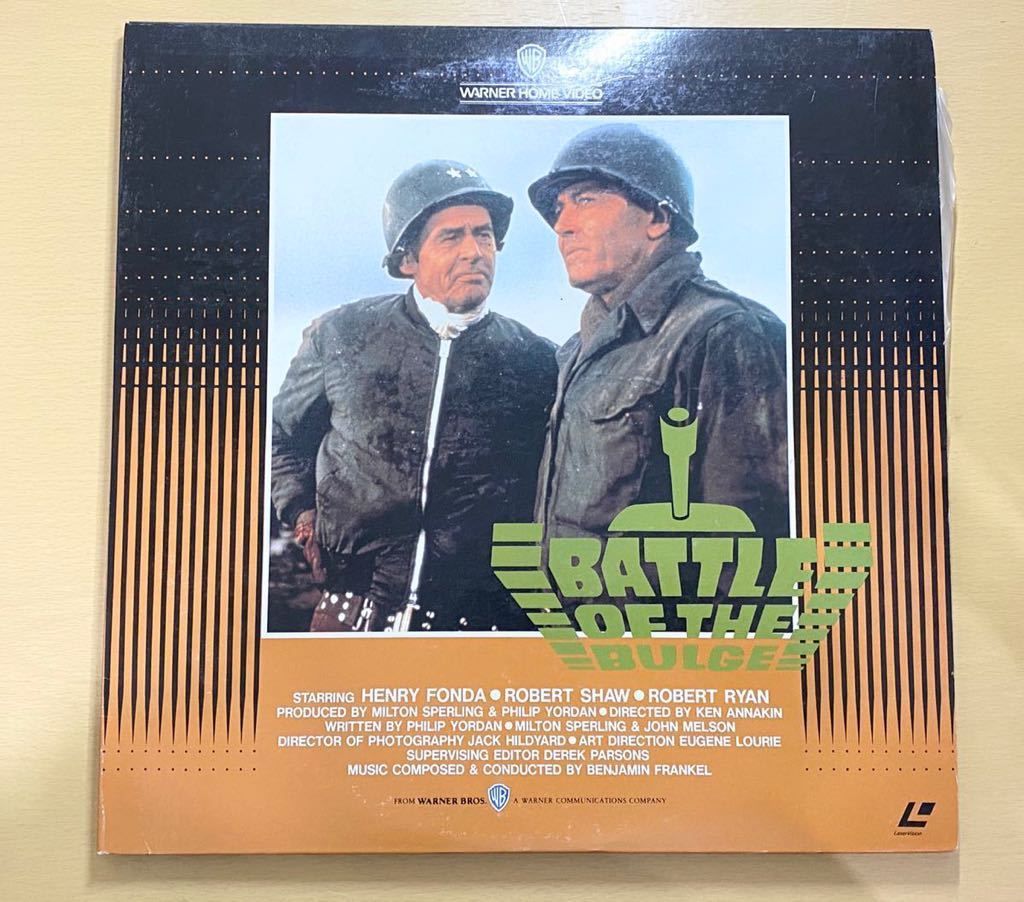 WB
WARNER HOME VIDEO
BATTLE
OF THE
BULGE
STARRING HENRY FONDA • ROBERT SHAW • ROBERT RYAN
PRODUCED BY MILTON SPERLING & PHILIP YORDAN • DIRECTED BY KEN ANNAKIN
WRITTEN BY PHILIP YORDAN • MILTON SPERLING & JOHN MELSON
DIRECTOR OF PHOTOGRAPHY JACK HILDYARD • ART DIRECTION EUGENE LOURIE
SUPERVISING EDITOR DEREK PARSONS
MUSIC COMPOSED & CONDUCTED BY BENJAMIN FRANKEL
FROM WARNER BROS. WB A WARNER COMMUNICATIONS COMPANY
LaserVision